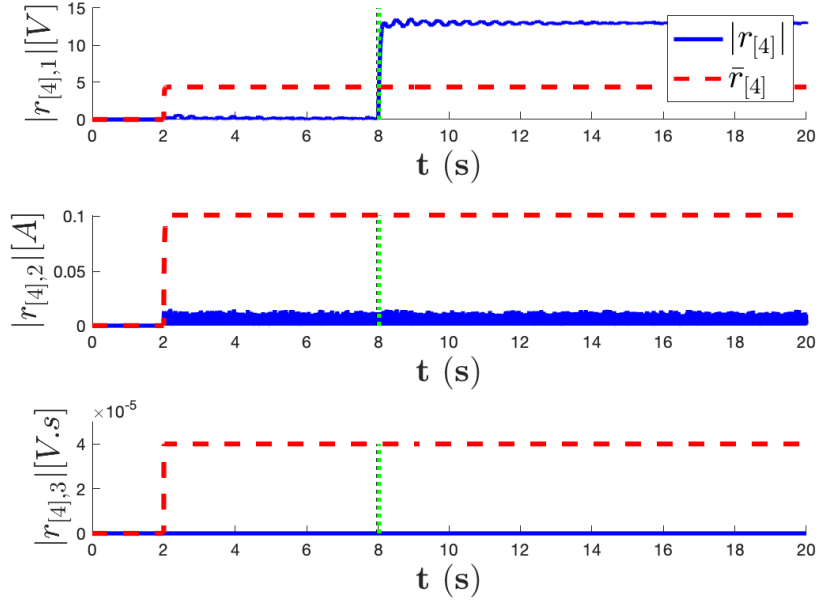 |r[4],1|[V]
15
10
5
0
|r[4]|
r̄[4]
0 2 4 6 8 10 12 14 16 18 20
t (s)
|r[4],2|[A]
0.1
0.05
0
0 2 4 6 8 10 12 14 16 18 20
t (s)
|r[4],3|[V.s]
×10-5
4
2
0
0 2 4 6 8 10 12 14 16 18 20
t (s)